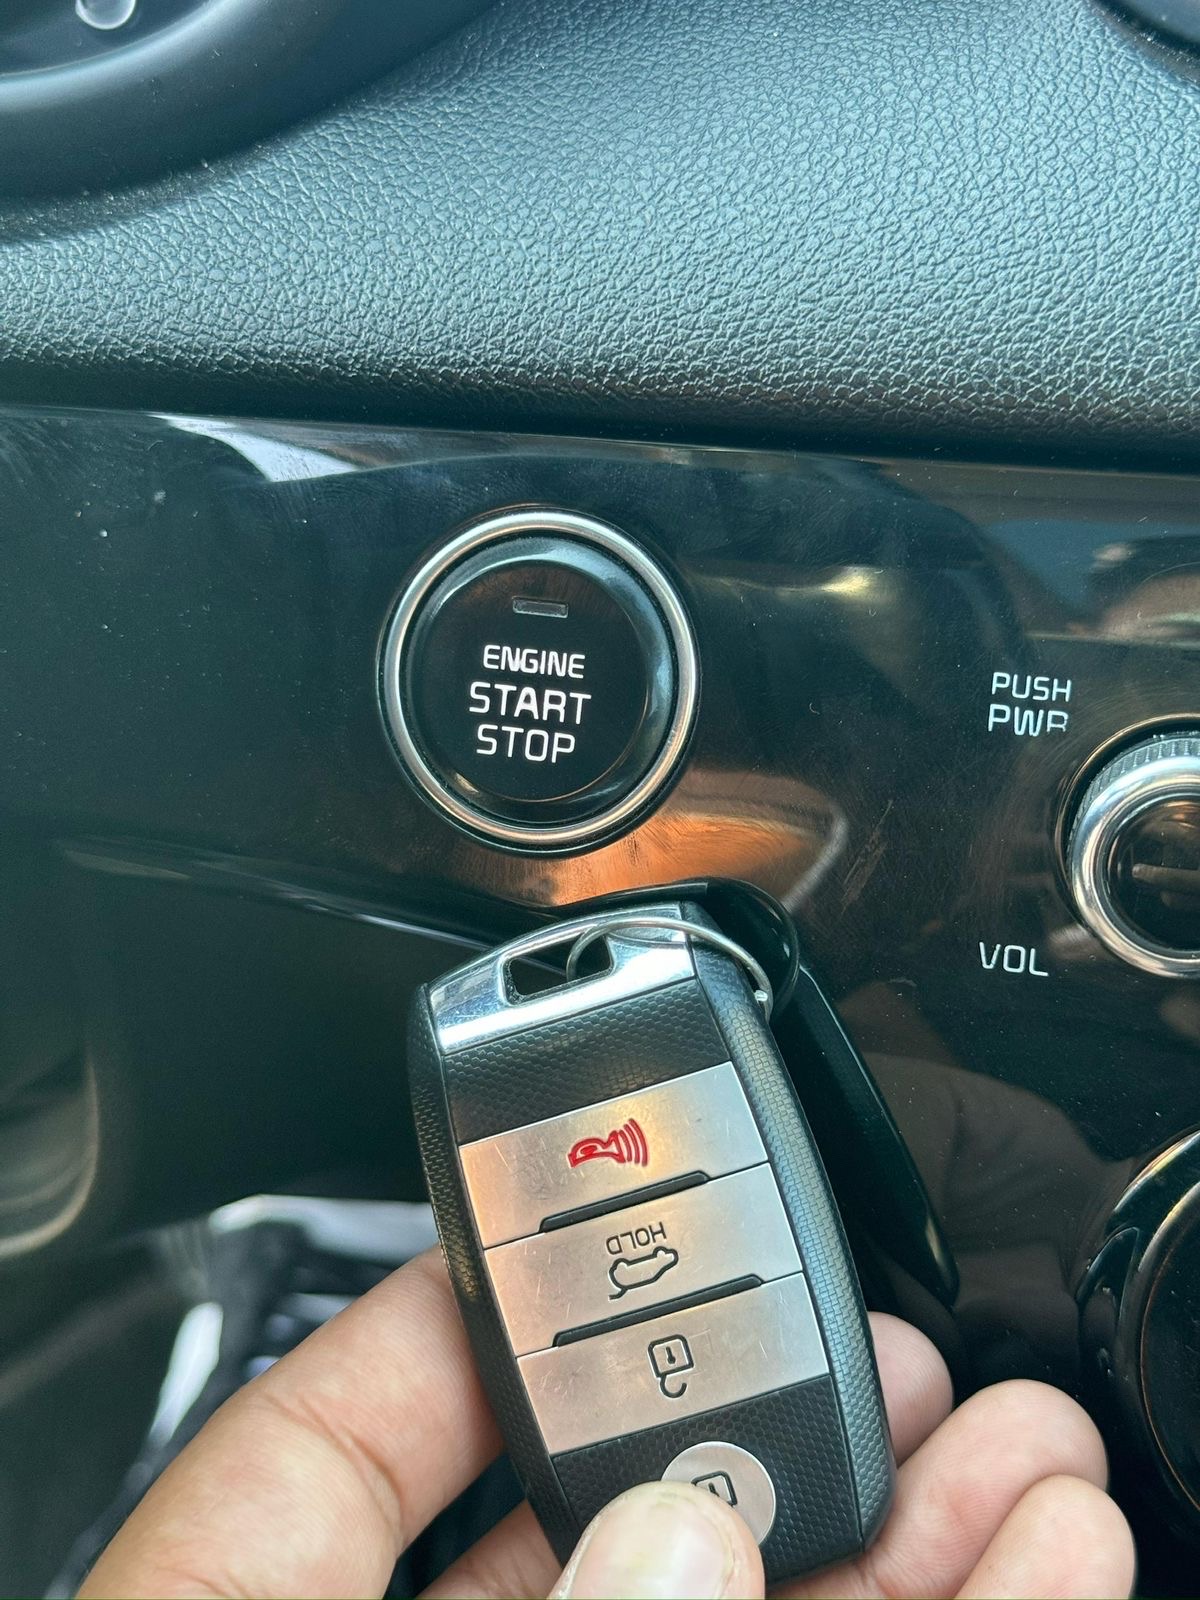 ENGINE
START
STOP
PUSH
PWR
VOL
HOLD